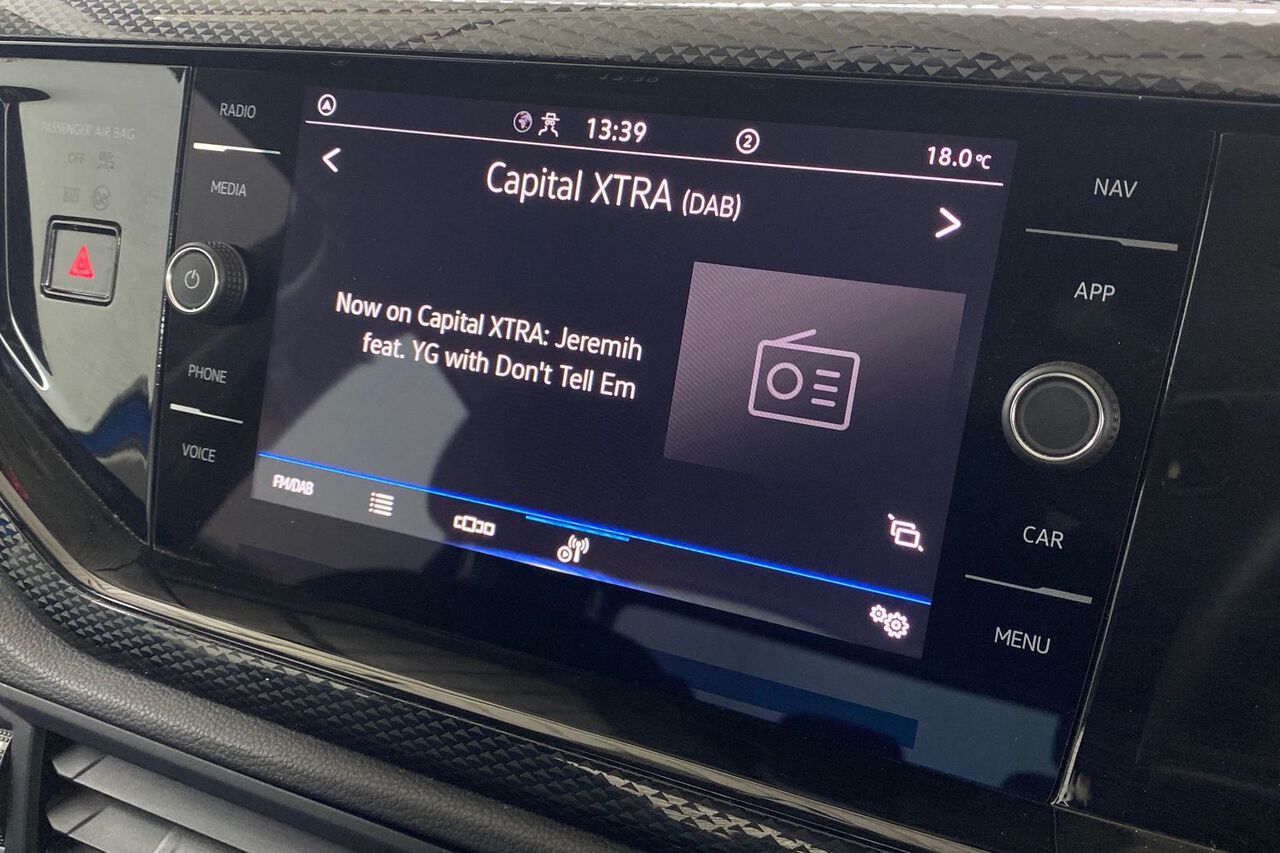 PASSENGER AIR BAG
OFF
RADIO
MEDIA
PHONE
VOICE
13:39
2
18.0°C
Capital XTRA (DAB)
Now on Capital XTRA: Jeremih
feat. YG with Don't Tell Em
FM/DAB
NAV
APP
CAR
MENU